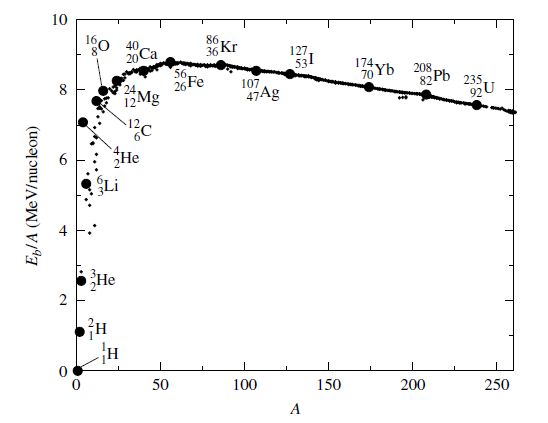 10
8
6
4
2
0
E_b/A (MeV/nucleon)
0 50 100 150 200 250
A
^{16}_{8}O
^{40}_{20}Ca
^{24}_{12}Mg
^{12}_{6}C
^{4}_{2}He
^{6}_{3}Li
^{3}_{2}He
^{2}_{1}H
^{1}_{1}H
^{56}_{26}Fe
^{86}_{36}Kr
^{107}_{47}Ag
^{127}_{53}I
^{174}_{70}Yb
^{208}_{82}Pb
^{235}_{92}U